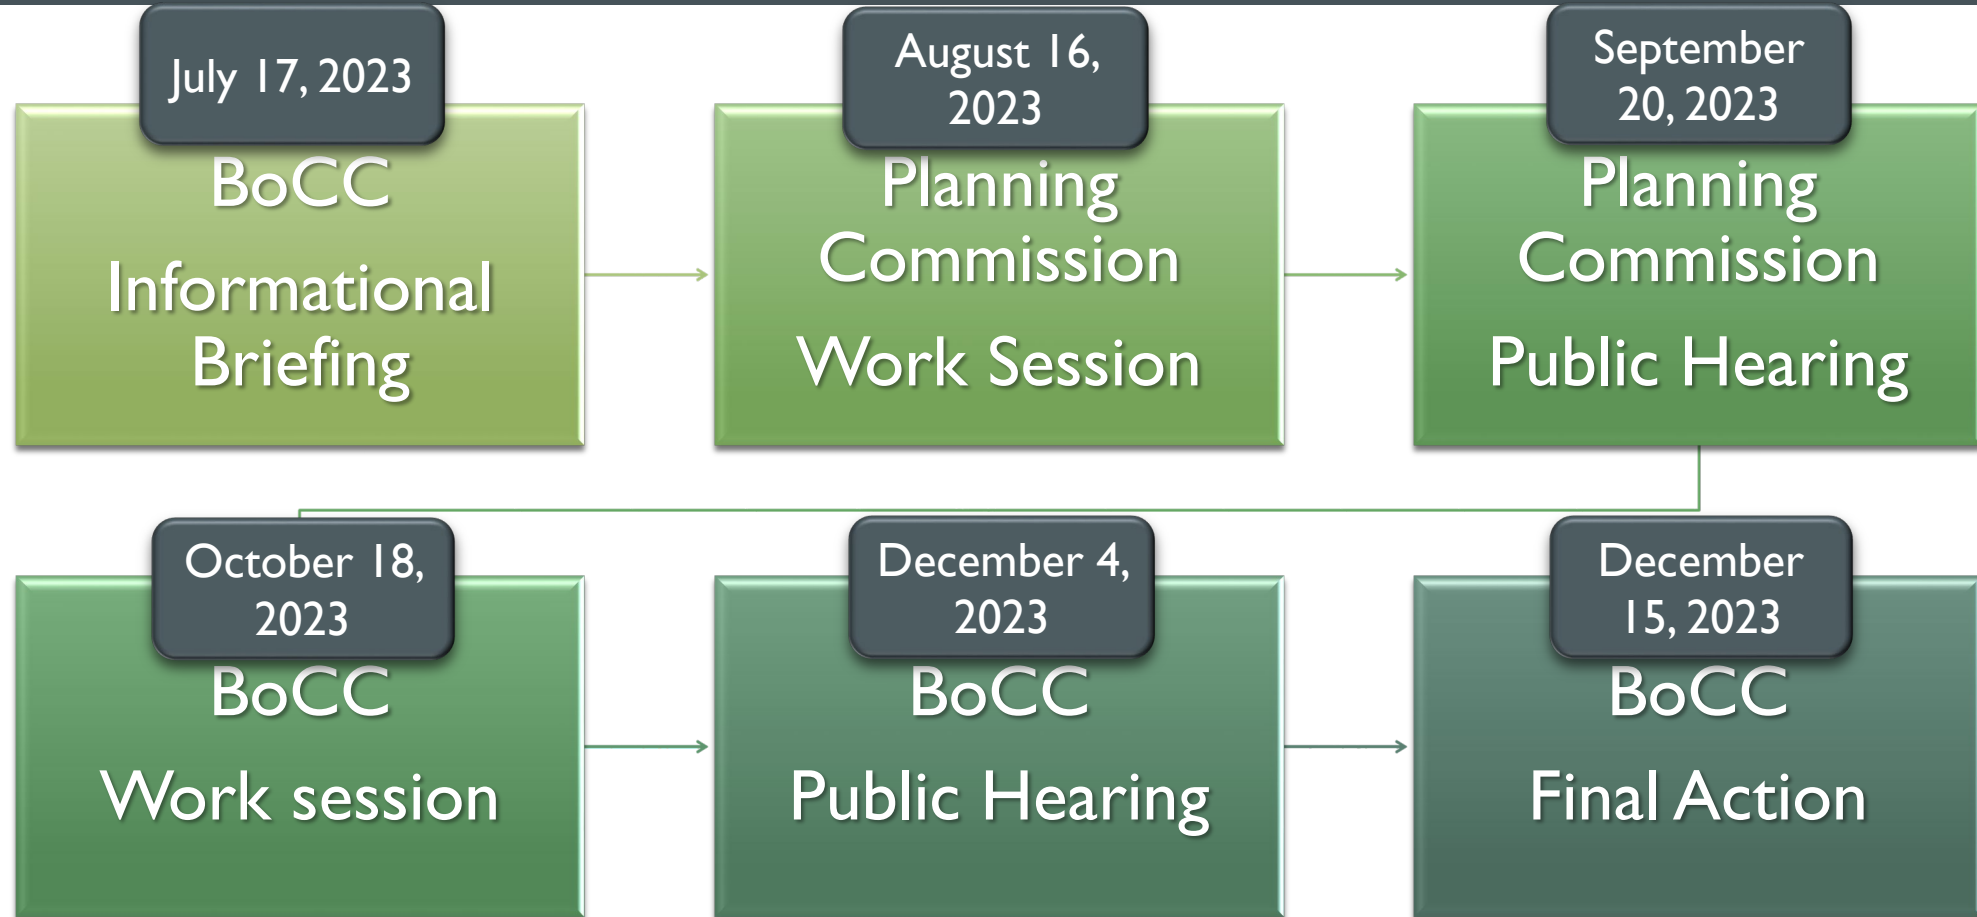 July 17, 2023
BoCC
Informational
Briefing
August 16,
2023
Planning
Commission
Work Session
September
20, 2023
Planning
Commission
Public Hearing
October 18,
2023
BoCC
Work session
December 4,
2023
BoCC
Public Hearing
December
15, 2023
BoCC
Final Action